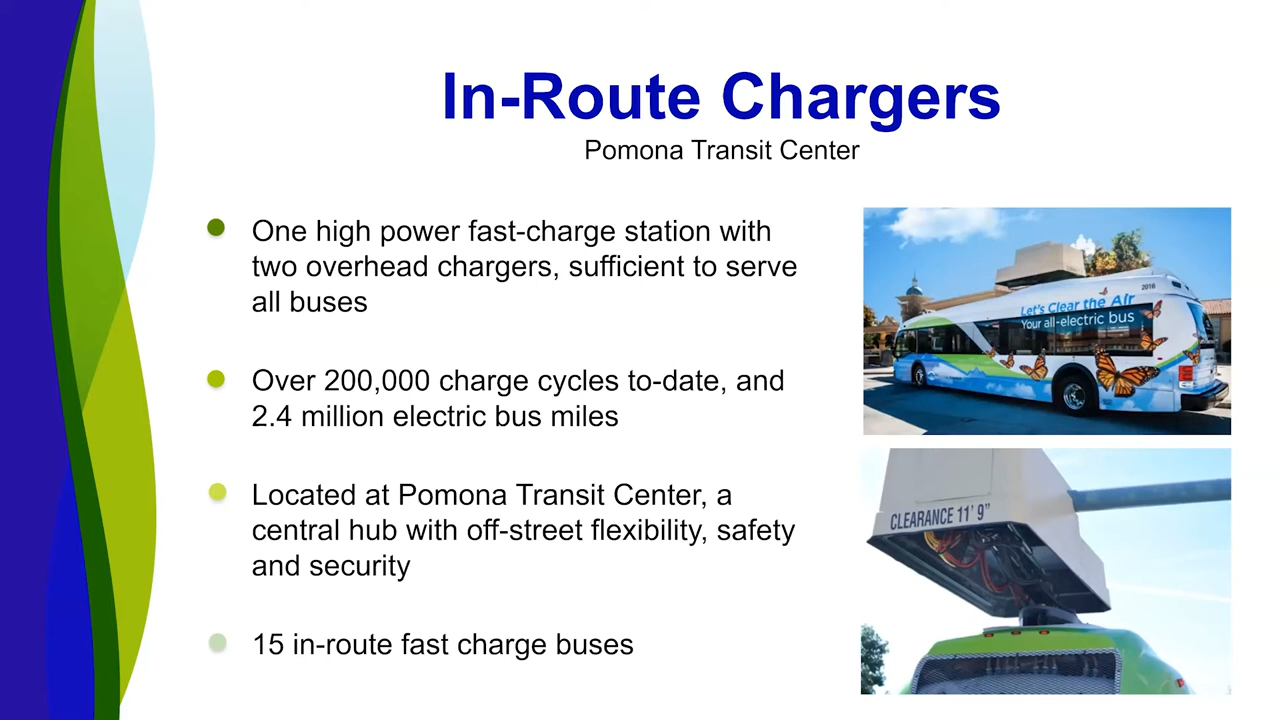 In-Route Chargers
Pomona Transit Center
One high power fast-charge station with
two overhead chargers, sufficient to serve
all buses
Over 200,000 charge cycles to-date, and
2.4 million electric bus miles
Located at Pomona Transit Center, a
central hub with off-street flexibility, safety
and security
15 in-route fast charge buses
2016
Let's Clear the Air
Your all-electric bus
CLEARANCE 11' 9"